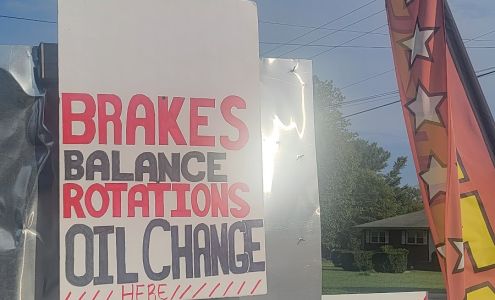 BRAKES
BALANCE
ROTATIONS
OIL CHANGE
////// HERE ///////